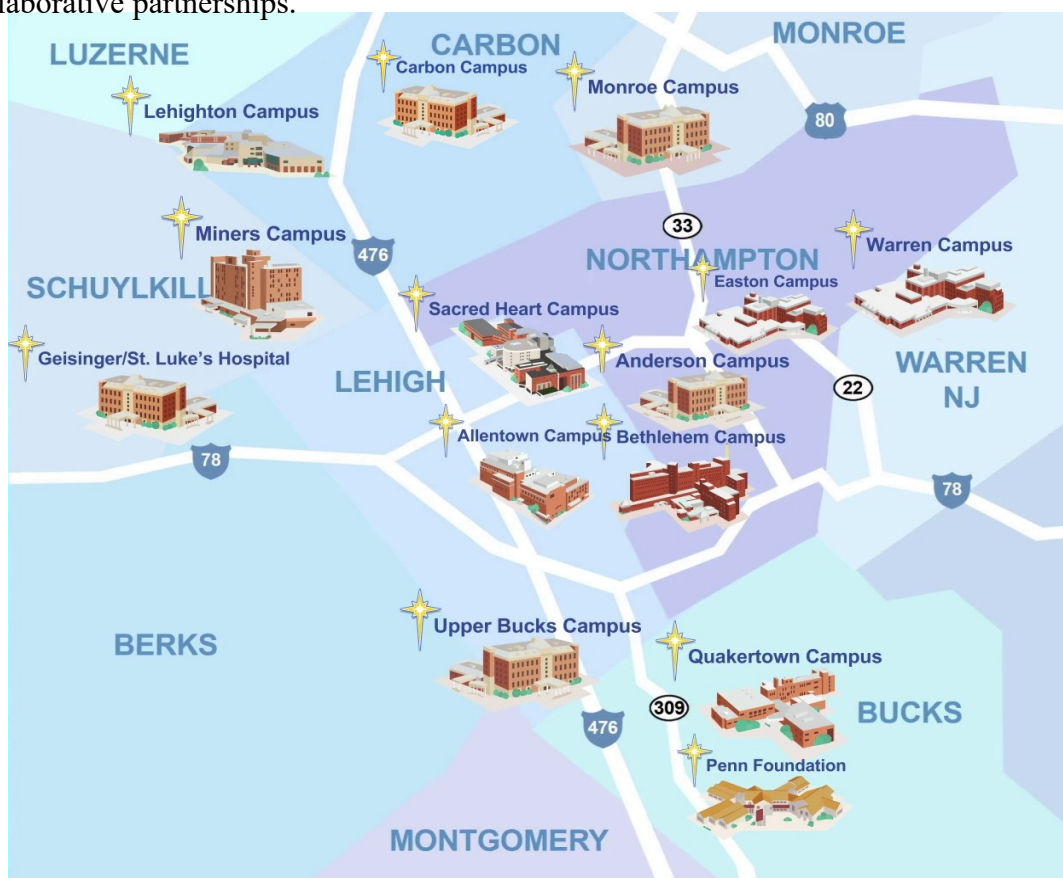 laborative partnerships.
LUZERNE
CARBON
MONROE
Carbon Campus
Monroe Campus
Lehighton Campus
80
Miners Campus
33
476
NORTHAMPTON
Warren Campus
Easton Campus
SCHUYLKILL
Sacred Heart Campus
Geisinger/St. Luke's Hospital
Anderson Campus
WARREN
NJ
LEHIGH
22
Allentown Campus
Bethlehem Campus
78
78
Upper Bucks Campus
BERKS
Quakertown Campus
309
BUCKS
476
Penn Foundation
MONTGOMERY